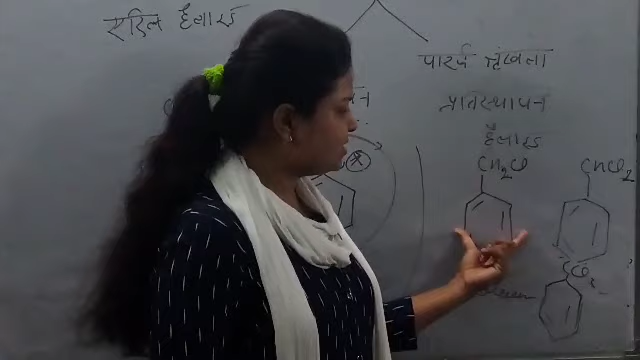 एरिल हैलाइड
पार्श्व शृंखला
प्रतिस्थापन
हैलाइड
CH₂Cl
CHCl₂
X